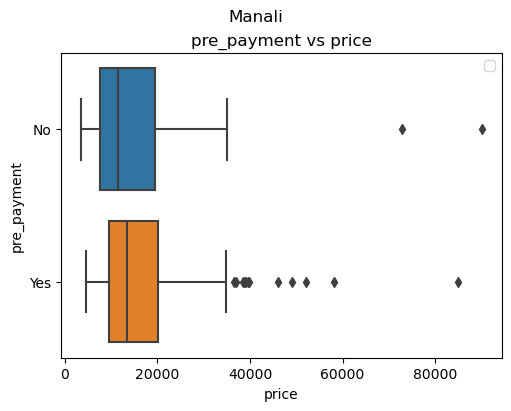 Manali
pre_payment vs price
No
Yes
pre_payment
0 20000 40000 60000 80000
price